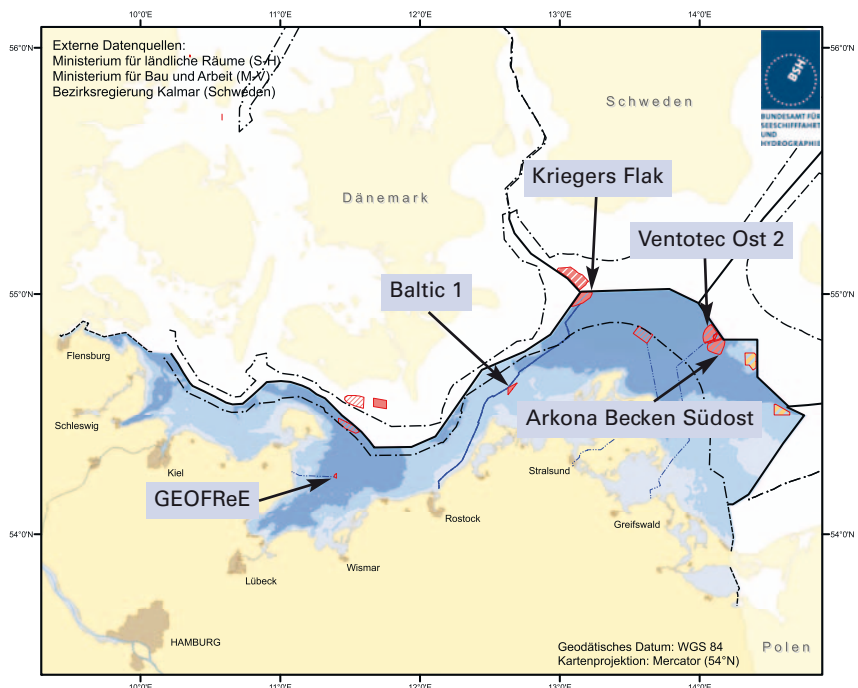 10°0'E 11°0'E 12°0'E 13°0'E 14°0'E
56°0'N 56°0'N
Externe Datenquellen:
Ministerium für ländliche Räume (S-H)
Ministerium für Bau und Arbeit (M-V)
Bezirksregierung Kalmar (Schweden)
BSH
BUNDESAMT FÜR
SEESCHIFFFAHRT
UND
HYDROGRAPHIE
Schweden
Dänemark
Kriegers Flak
Ventotec Ost 2
55°0'N 55°0'N
Baltic 1
Flensburg
Schleswig
Arkona Becken Südost
Kiel
Stralsund
GEOFReE
Rostock
Greifswald
54°0'N 54°0'N
Wismar
Lübeck
HAMBURG
Geodätisches Datum: WGS 84
Kartenprojektion: Mercator (54°N)
Polen
10°0'E 11°0'E 12°0'E 13°0'E 14°0'E